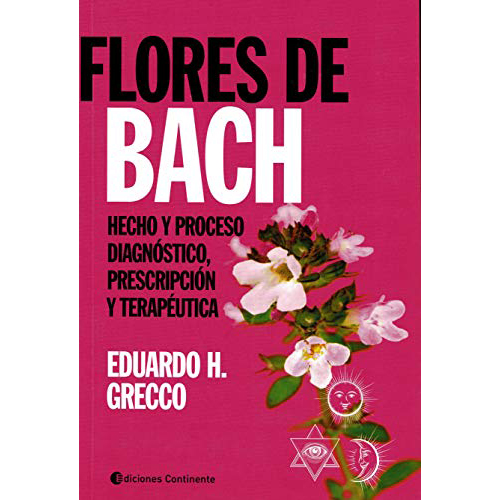 FLORES DE
BACH
HECHO Y PROCESO
DIAGNÓSTICO,
PRESCRIPCIÓN
Y TERAPÉUTICA
EDUARDO H.
GRECCO
Ediciones Continente